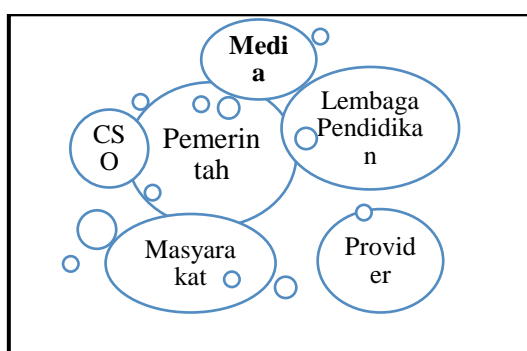 Medi
a
Lembaga
Pendidika
n
CS
O
Pemerin
tah
Masyara
kat
Provid
er